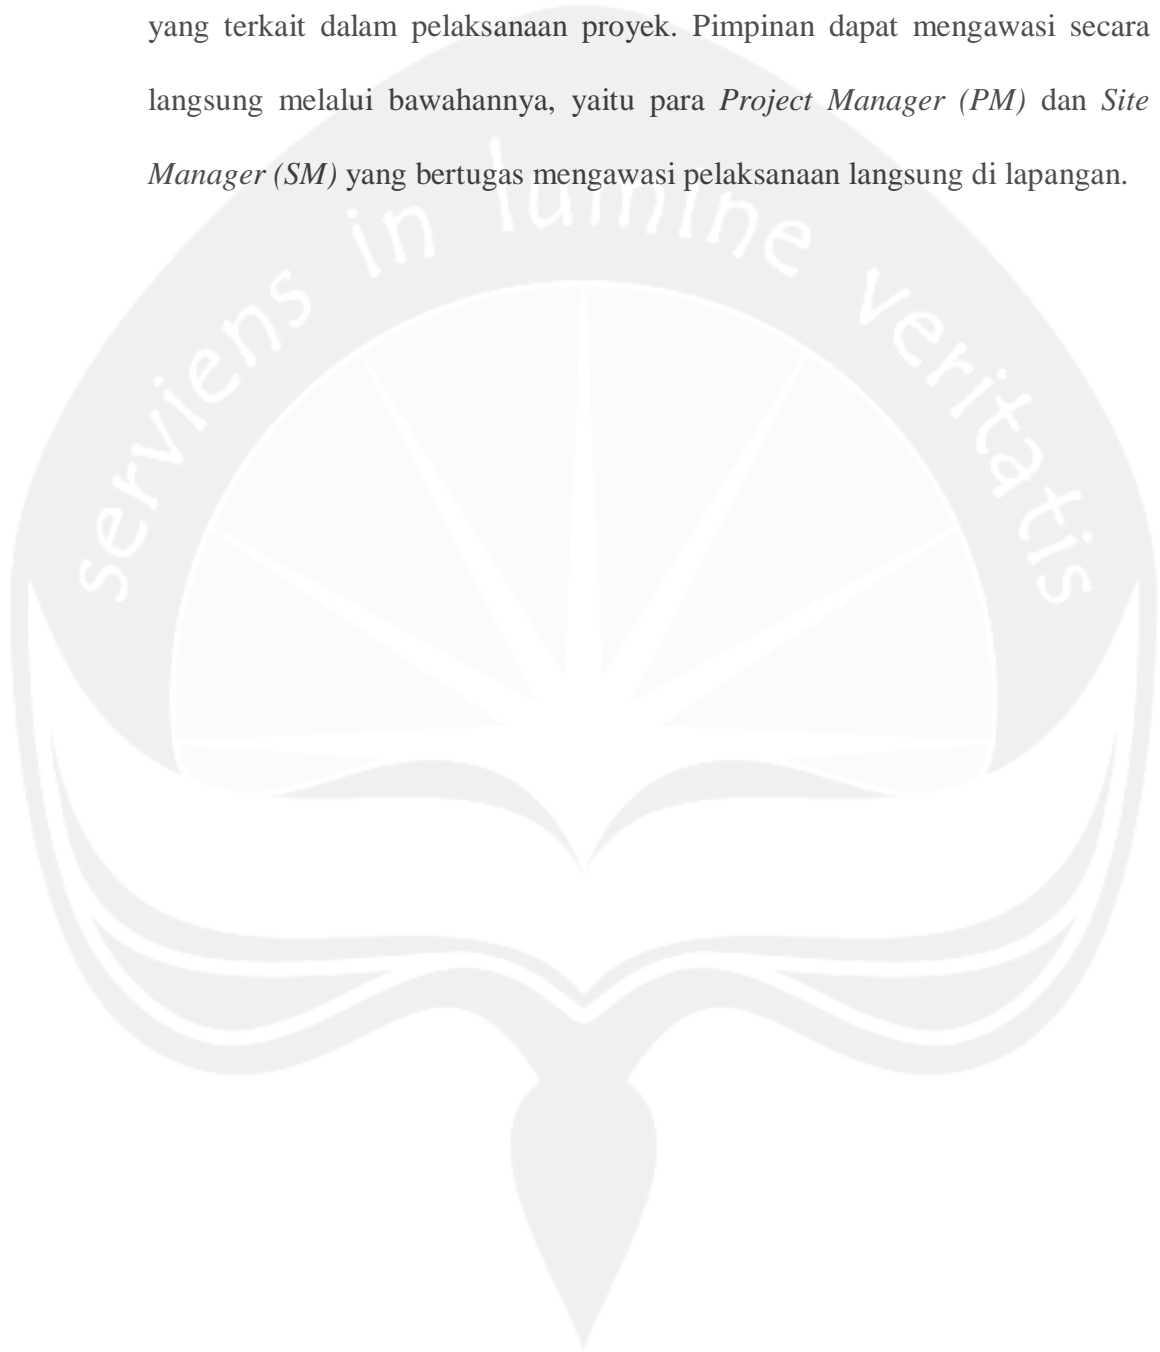 yang terkait dalam pelaksanaan proyek. Pimpinan dapat mengawasi secara
langsung melalui bawahannya, yaitu para Project Manager (PM) dan Site
Manager (SM) yang bertugas mengawasi pelaksanaan langsung di lapangan.
serviens in lumine veritatis